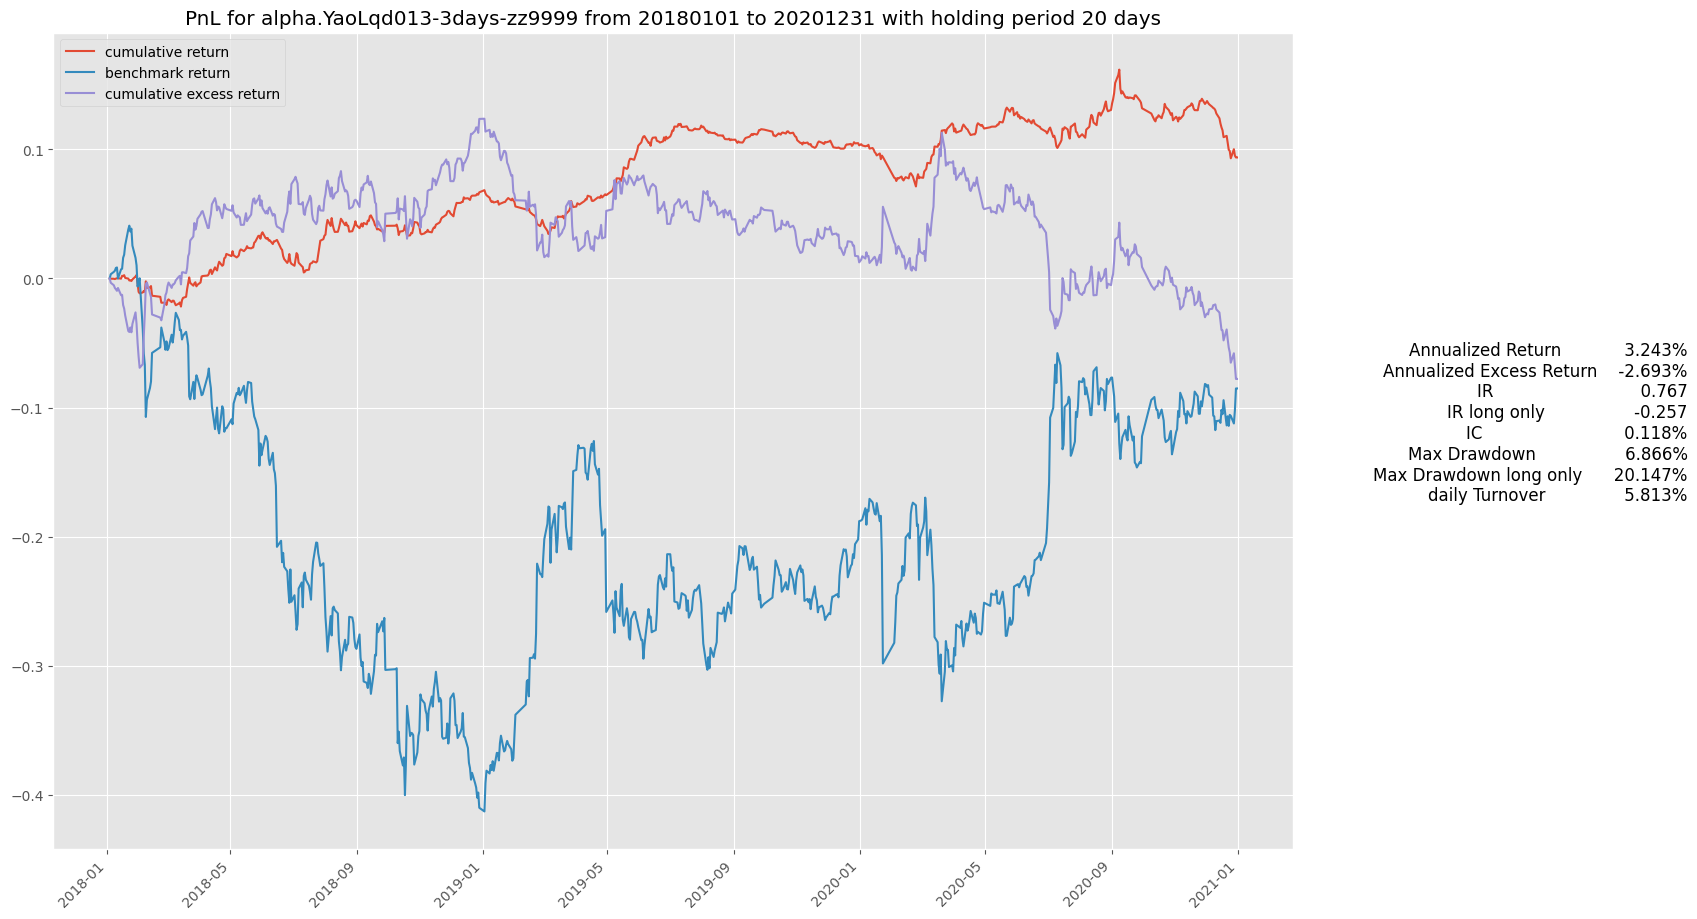 PnL for alpha.YaoLqd013-3days-zz9999 from 20180101 to 20201231 with holding period 20 days
cumulative return
benchmark return
cumulative excess return
0.1
0.0
−0.1
−0.2
−0.3
−0.4
2018-01
2018-05
2018-09
2019-01
2019-05
2019-09
2020-01
2020-05
2020-09
2021-01
Annualized Return 3.243%
Annualized Excess Return -2.693%
IR 0.767
IR long only -0.257
IC 0.118%
Max Drawdown 6.866%
Max Drawdown long only 20.147%
daily Turnover 5.813%